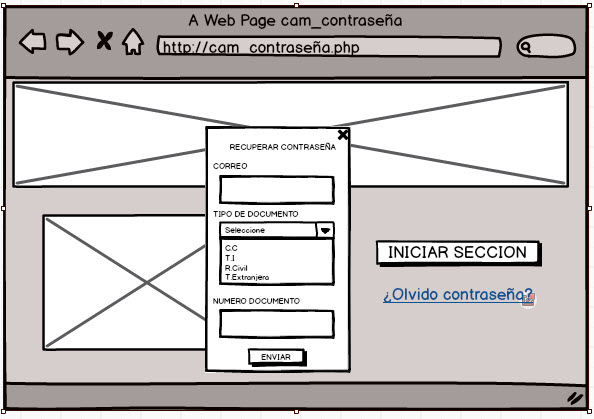 A Web Page cam_contraseña
http://cam_contraseña.php
RECUPERAR CONTRASEÑA
CORREO
TIPO DE DOCUMENTO
Seleccione
C.C
T.I
R.Civil
T.Extranjera
NUMERO DOCUMENTO
ENVIAR
INICIAR SECCION
¿Olvido contraseña?